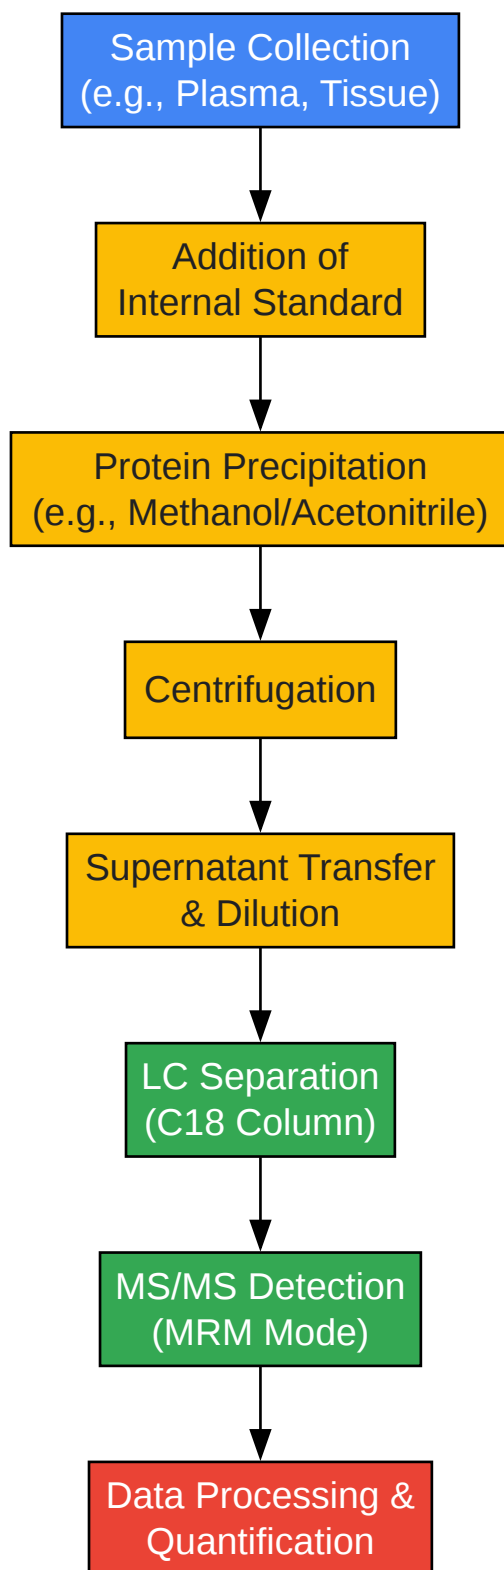 Sample Collection
(e.g., Plasma, Tissue)
Addition of
Internal Standard
Protein Precipitation
(e.g., Methanol/Acetonitrile)
Centrifugation
Supernatant Transfer
& Dilution
LC Separation
(C18 Column)
MS/MS Detection
(MRM Mode)
Data Processing &
Quantification